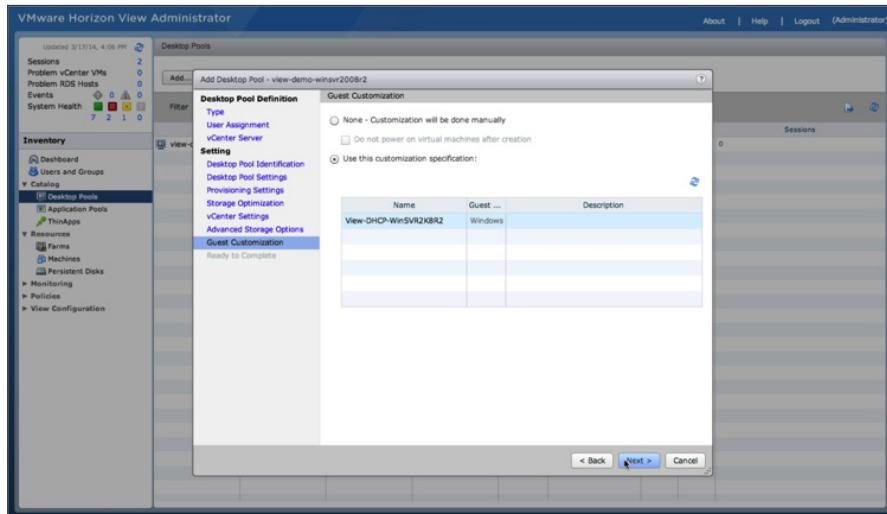 VMware Horizon View Administrator
About | Help | Logout (Administrator
Updated 3/17/14, 4:06 PM
Sessions 2
Problem vCenter VMs 0
Problem RDS Hosts 0
Events 0 0
System Health
7 2 1 0
Inventory
Dashboard
Users and Groups
Catalog
Desktop Pools
Application Pools
ThinApps
Resources
Farms
Machines
Persistent Disks
Monitoring
Policies
View Configuration
Desktop Pools
Add...
Filter
Sessions
view-c
0
Add Desktop Pool - view-demo-winsvr2008r2
?
Desktop Pool Definition
Type
User Assignment
vCenter Server
Setting
Desktop Pool Identification
Desktop Pool Settings
Provisioning Settings
Storage Optimization
vCenter Settings
Advanced Storage Options
Guest Customization
Ready to Complete
Guest Customization
None - Customization will be done manually
Do not power on virtual machines after creation
Use this customization specification:
Name Guest ... Description
View-DHCP-WinSVR2K8R2 Windows
< Back Next > Cancel